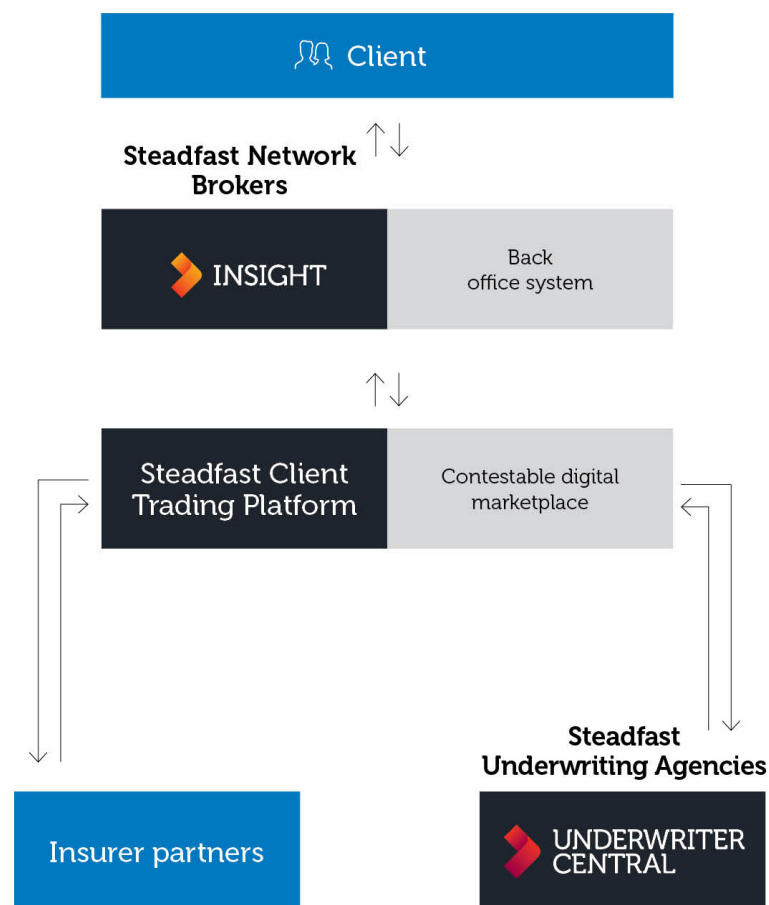 Client
Steadfast Network
Brokers
INSIGHT
Back
office system
Steadfast Client
Trading Platform
Contestable digital
marketplace
Steadfast
Underwriting Agencies
Insurer partners
UNDERWRITER
CENTRAL